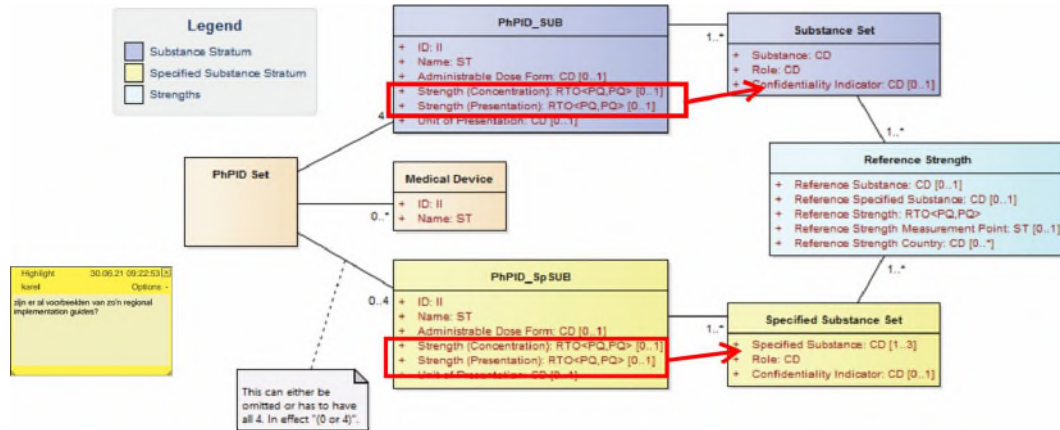 Legend
Substance Stratum
Specified Substance Stratum
Strengths
PhPID_SUB
+ ID: II
+ Name: ST
+ Administrable Dose Form: CD [0..1]
+ Strength (Concentration): RTO<PQ,PQ> [0..1]
+ Strength (Presentation): RTO<PQ,PQ> [0..1]
+ Unit of Presentation: CD [0..1]
1..*
Substance Set
+ Substance: CD
+ Role: CD
+ Confidentiality Indicator: CD [0..1]
4
1..*
PhPID Set
Medical Device
+ ID: II
+ Name: ST
0..*
Reference Strength
+ Reference Substance: CD [0..1]
+ Reference Specified Substance: CD [0..1]
+ Reference Strength: RTO<PQ,PQ>
+ Reference Strength Measurement Point: ST [0..1]
+ Reference Strength Country: CD [0..*]
1..*
Highlight 30.06.21 09:22:53
karel Options
zijn er al voorbeelden van zo'n regional
implementation guides?
0..4
PhPID_SpSUB
+ ID: II
+ Name: ST
+ Administrable Dose Form: CD [0..1]
+ Strength (Concentration): RTO<PQ,PQ> [0..1]
+ Strength (Presentation): RTO<PQ,PQ> [0..1]
+ Unit of Presentation: CD [0..1]
1..*
Specified Substance Set
+ Specified Substance: CD [1..3]
+ Role: CD
+ Confidentiality Indicator: CD [0..1]
This can either be
omitted or has to have
all 4. In effect "(0 or 4)".